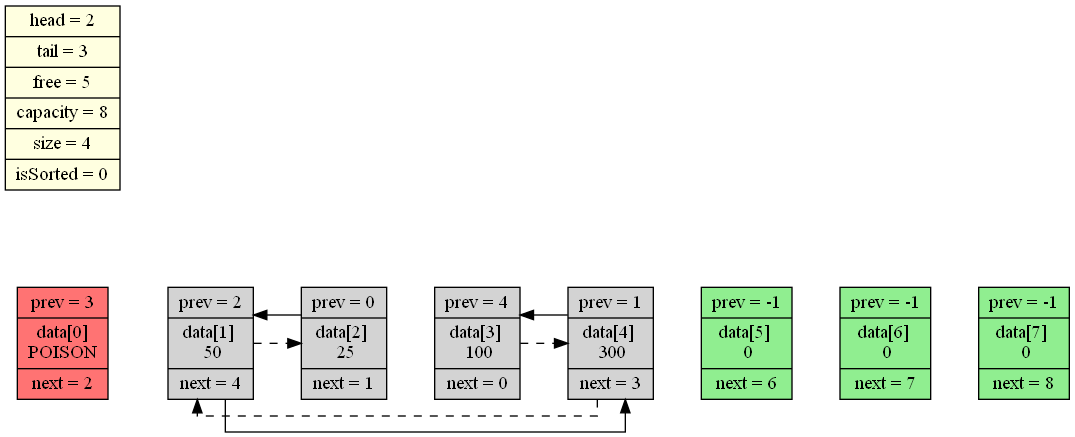 head = 2
tail = 3
free = 5
capacity = 8
size = 4
isSorted = 0
prev = 3
data[0]
POISON
next = 2
prev = 2
data[1]
50
next = 4
prev = 0
data[2]
25
next = 1
prev = 4
data[3]
100
next = 0
prev = 1
data[4]
300
next = 3
prev = -1
data[5]
0
next = 6
prev = -1
data[6]
0
next = 7
prev = -1
data[7]
0
next = 8